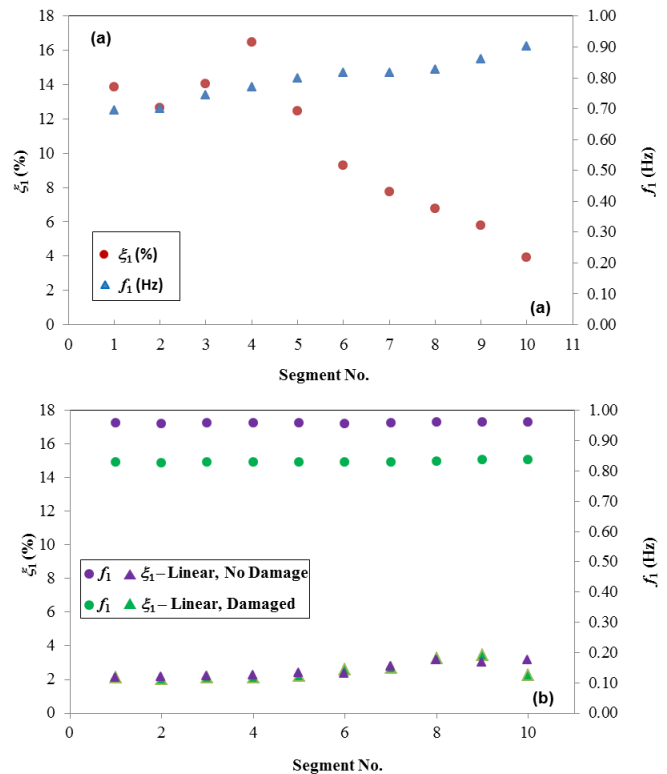 (a)
18
16
14
12
10
8
6
4
2
0
ξ₁ (%)
1.00
0.90
0.80
0.70
0.60
0.50
0.40
0.30
0.20
0.10
0.00
f₁ (Hz)
ξ₁ (%)
f₁ (Hz)
(a)
0 1 2 3 4 5 6 7 8 9 10 11
Segment No.
18
16
14
12
10
8
6
4
2
0
ξ₁ (%)
1.00
0.90
0.80
0.70
0.60
0.50
0.40
0.30
0.20
0.10
0.00
f₁ (Hz)
f₁ ξ₁– Linear, No Damage
f₁ ξ₁– Linear, Damaged
(b)
0 2 4 6 8 10
Segment No.